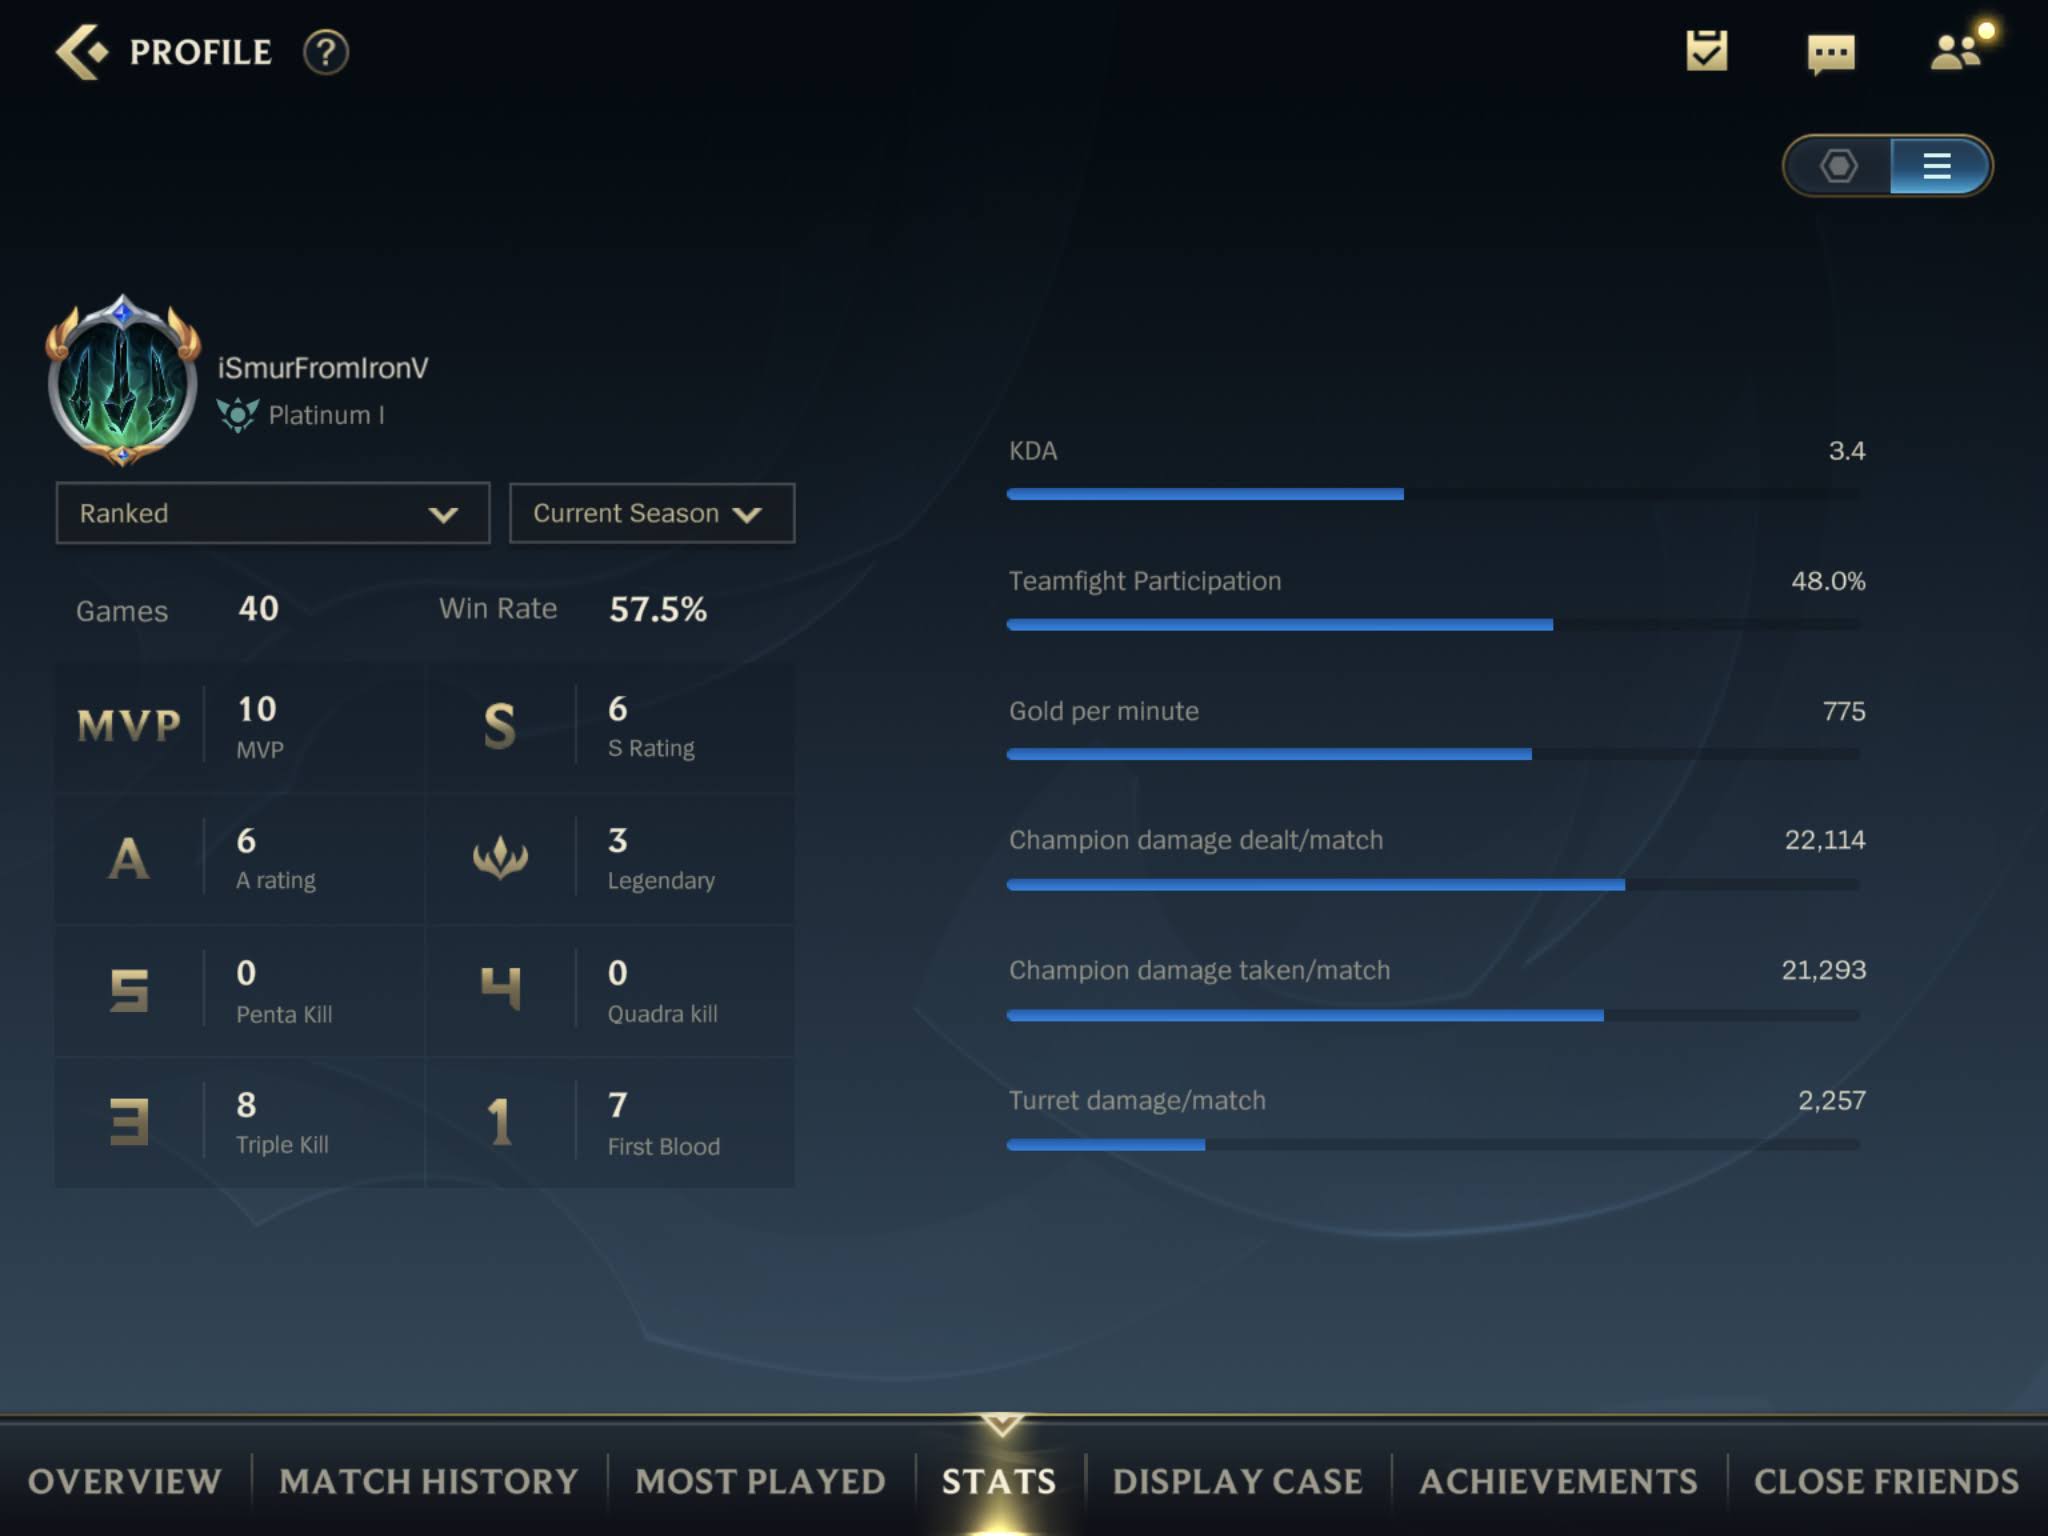 PROFILE ?
iSmurFromIronV
Platinum I
Ranked
Current Season
Games 40 Win Rate 57.5%
MVP 10 MVP
S 6 S Rating
A 6 A rating
3 Legendary
5 0 Penta Kill
4 0 Quadra kill
3 8 Triple Kill
1 7 First Blood
KDA 3.4
Teamfight Participation 48.0%
Gold per minute 775
Champion damage dealt/match 22,114
Champion damage taken/match 21,293
Turret damage/match 2,257
OVERVIEW MATCH HISTORY MOST PLAYED STATS DISPLAY CASE ACHIEVEMENTS CLOSE FRIENDS